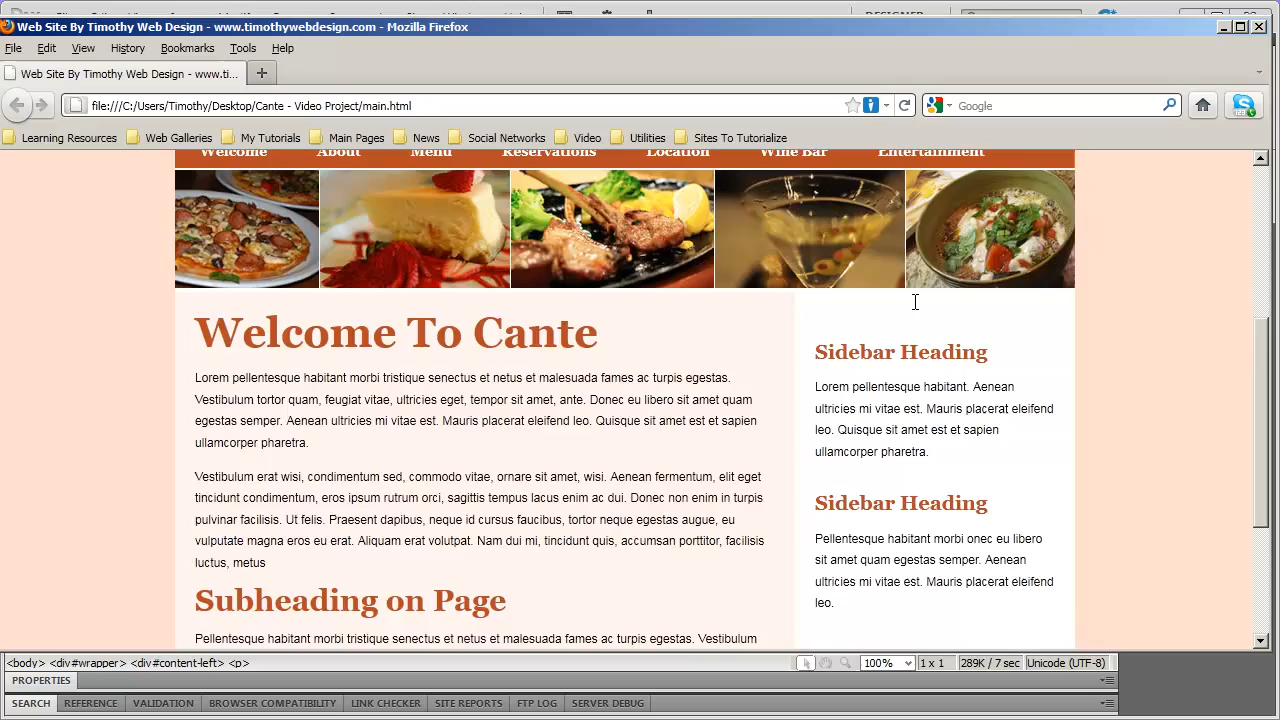 DESIGNER
Web Site By Timothy Web Design - www.timothywebdesign.com - Mozilla Firefox
File Edit View History Bookmarks Tools Help
Web Site By Timothy Web Design - www.ti...
file:///C:/Users/Timothy/Desktop/Cante - Video Project/main.html
Google
Learning Resources Web Galleries My Tutorials Main Pages News Social Networks Video Utilities Sites To Tutorialize
Welcome About Menu Reservations Location Wine Bar Entertainment
Welcome To Cante
Lorem pellentesque habitant morbi tristique senectus et netus et malesuada fames ac turpis egestas.
Vestibulum tortor quam, feugiat vitae, ultricies eget, tempor sit amet, ante. Donec eu libero sit amet quam
egestas semper. Aenean ultricies mi vitae est. Mauris placerat eleifend leo. Quisque sit amet est et sapien
ullamcorper pharetra.
Vestibulum erat wisi, condimentum sed, commodo vitae, ornare sit amet, wisi. Aenean fermentum, elit eget
tincidunt condimentum, eros ipsum rutrum orci, sagittis tempus lacus enim ac dui. Donec non enim in turpis
pulvinar facilisis. Ut felis. Praesent dapibus, neque id cursus faucibus, tortor neque egestas augue, eu
vulputate magna eros eu erat. Aliquam erat volutpat. Nam dui mi, tincidunt quis, accumsan porttitor, facilisis
luctus, metus
Subheading on Page
Pellentesque habitant morbi tristique senectus et netus et malesuada fames ac turpis egestas. Vestibulum
Sidebar Heading
Lorem pellentesque habitant. Aenean
ultricies mi vitae est. Mauris placerat eleifend
leo. Quisque sit amet est et sapien
ullamcorper pharetra.
Sidebar Heading
Pellentesque habitant morbi onec eu libero
sit amet quam egestas semper. Aenean
ultricies mi vitae est. Mauris placerat eleifend
leo.
<body> <div#wrapper> <div#content-left> <p>
100% 1 x 1 289K / 7 sec Unicode (UTF-8)
PROPERTIES
SEARCH REFERENCE VALIDATION BROWSER COMPATIBILITY LINK CHECKER SITE REPORTS FTP LOG SERVER DEBUG